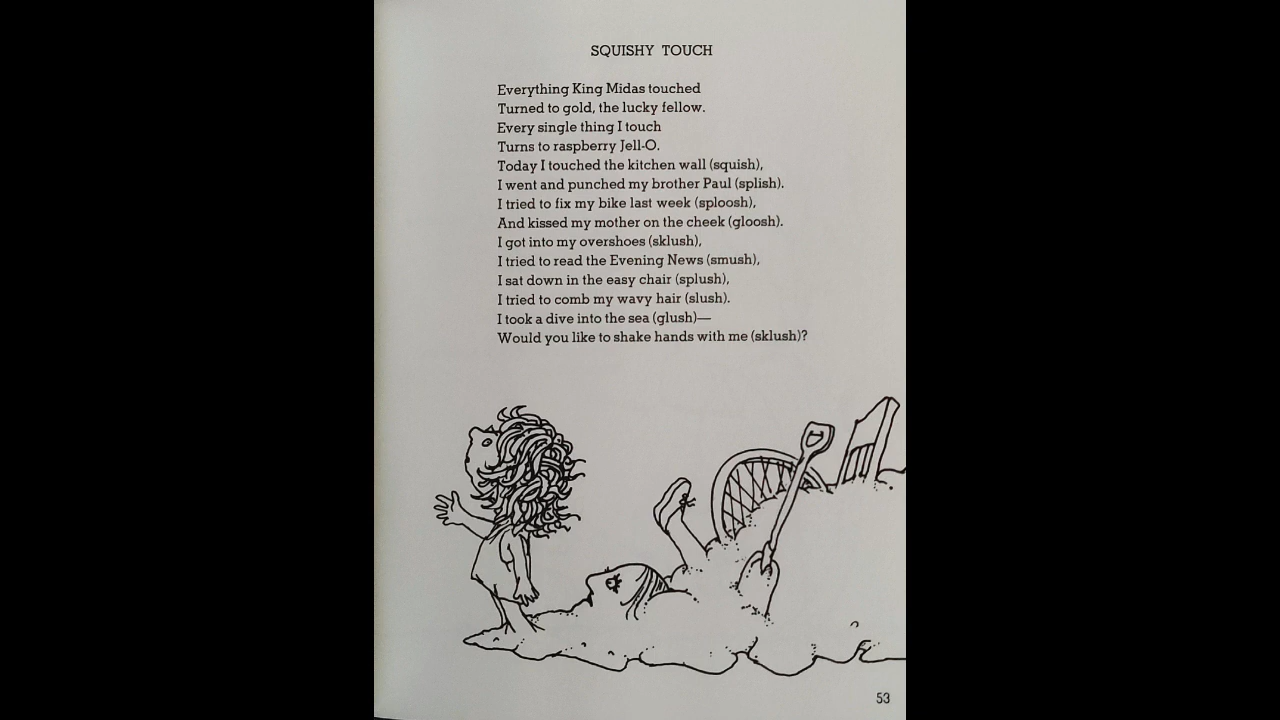 SQUISHY TOUCH
Everything King Midas touched
Turned to gold, the lucky fellow.
Every single thing I touch
Turns to raspberry Jell-O.
Today I touched the kitchen wall (squish),
I went and punched my brother Paul (splish).
I tried to fix my bike last week (sploosh),
And kissed my mother on the cheek (gloosh).
I got into my overshoes (sklush),
I tried to read the Evening News (smush),
I sat down in the easy chair (splush),
I tried to comb my wavy hair (slush).
I took a dive into the sea (glush)—
Would you like to shake hands with me (sklush)?
53